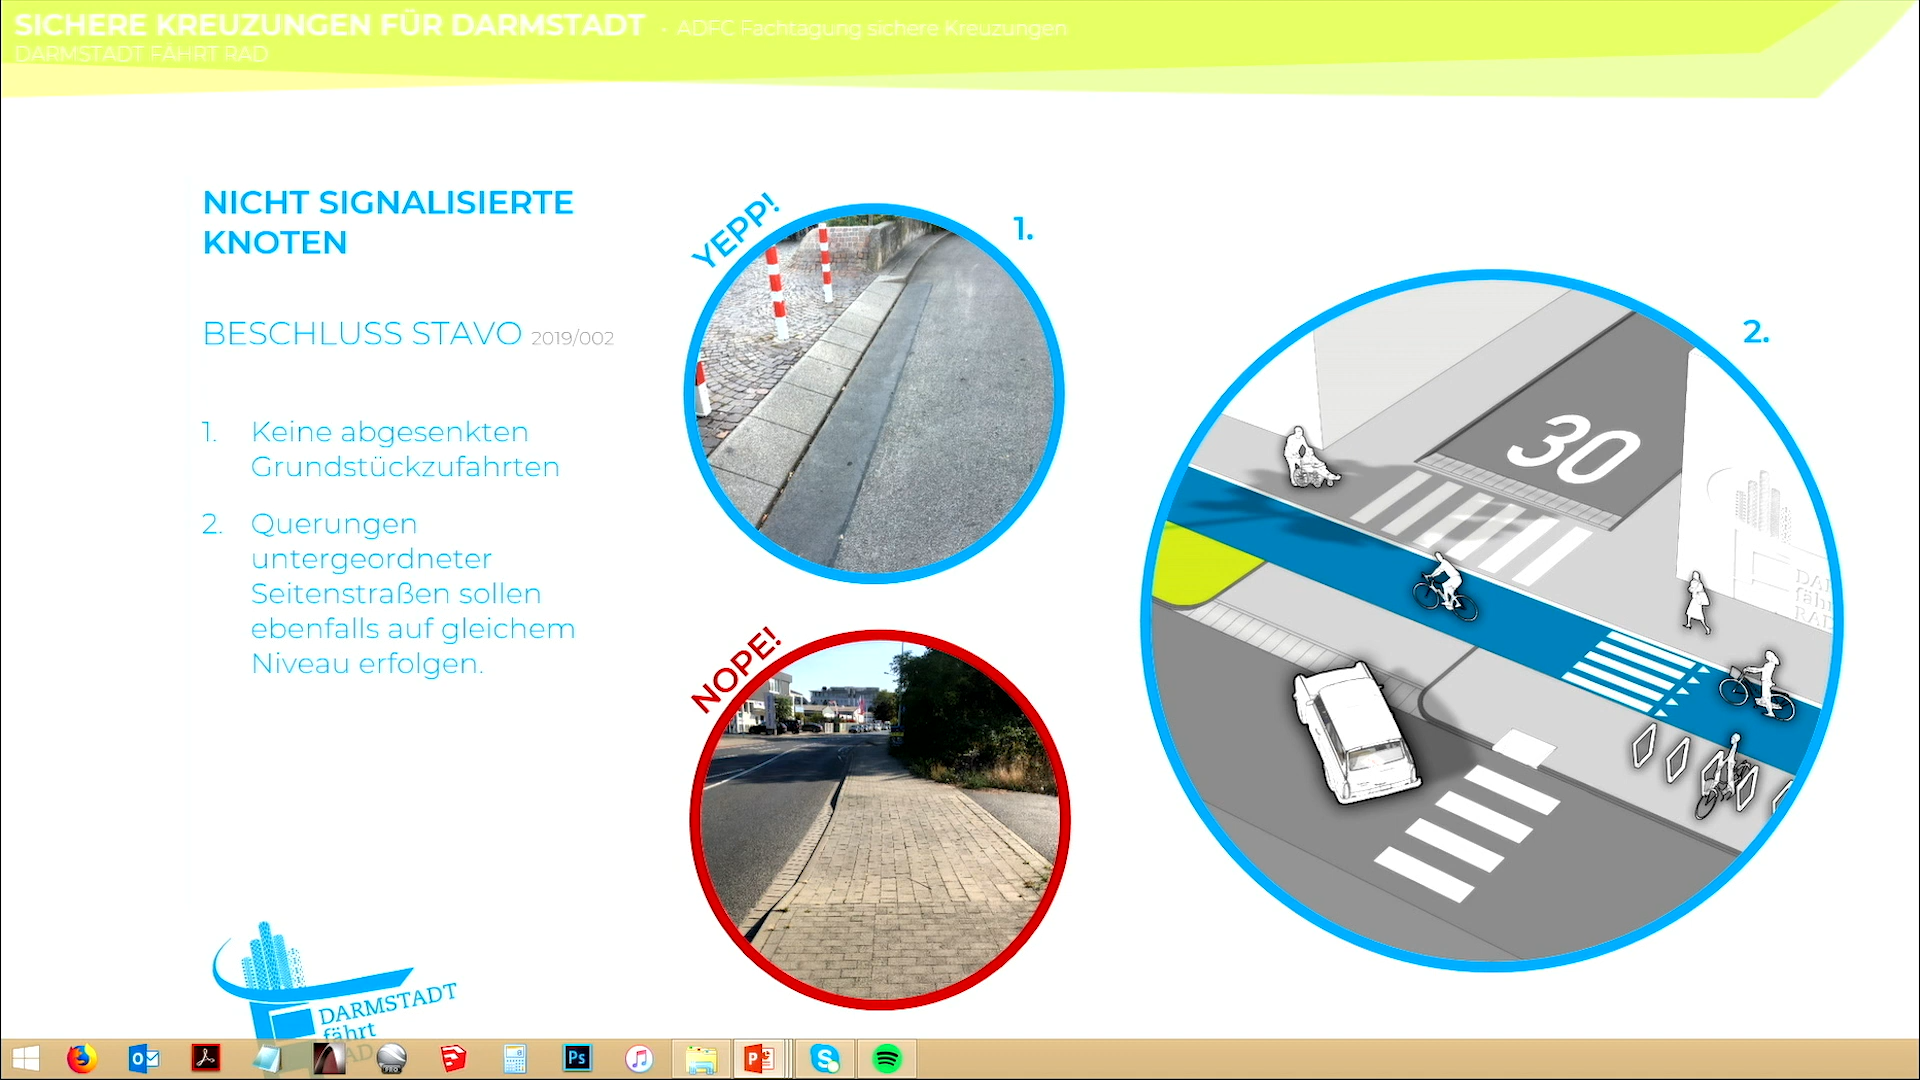 SICHERE KREUZUNGEN FÜR DARMSTADT - ADFC Fachtagung sichere Kreuzungen
DARMSTADT FÄHRT RAD
NICHT SIGNALISIERTE
KNOTEN
BESCHLUSS STAVO 2019/002
1. Keine abgesenkten
Grundstückzufahrten
2. Querungen
untergeordneter
Seitenstraßen sollen
ebenfalls auf gleichem
Niveau erfolgen.
YEPP!
1.
NOPE!
2.
30
DARMSTADT
fährt
RAD
Ps